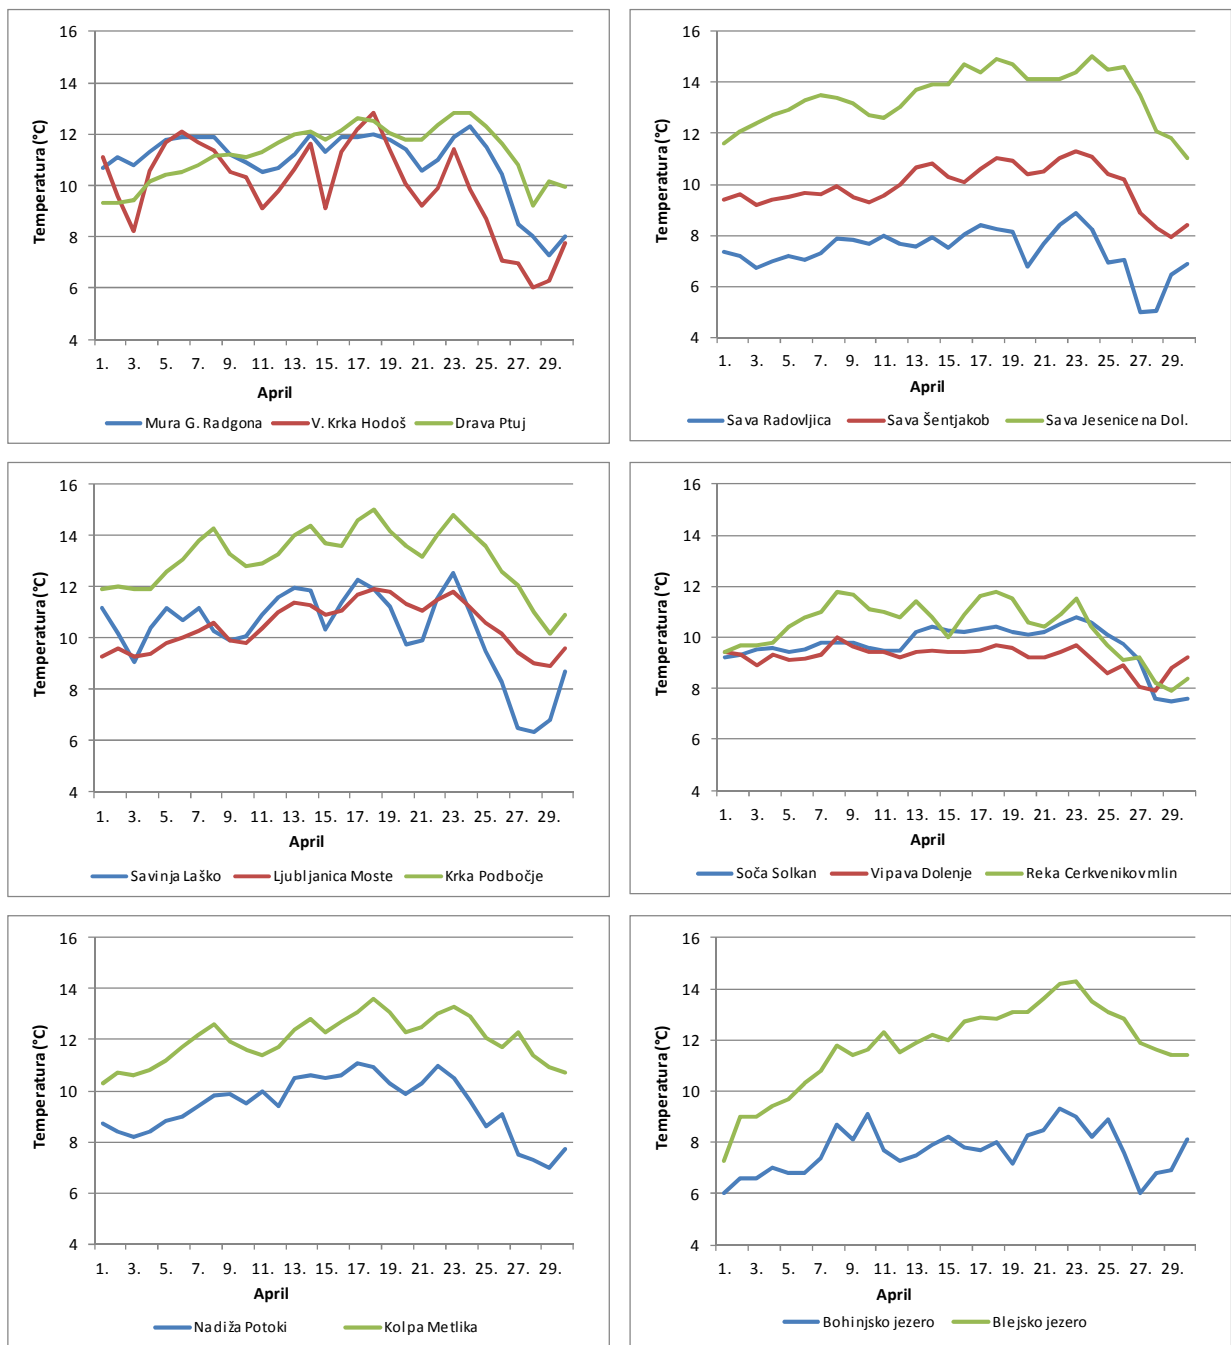 16
14
12
10
8
6
4
Temperatura (°C)
1. 3. 5. 7. 9. 11. 13. 15. 17. 19. 21. 23. 25. 27. 29.
April
Mura G. Radgona V. Krka Hodoš Drava Ptuj
16
14
12
10
8
6
4
Temperatura (°C)
1. 3. 5. 7. 9. 11. 13. 15. 17. 19. 21. 23. 25. 27. 29.
April
Sava Radovljica Sava Šentjakob Sava Jesenice na Dol.
16
14
12
10
8
6
4
Temperatura (°C)
1. 3. 5. 7. 9. 11. 13. 15. 17. 19. 21. 23. 25. 27. 29.
April
Savinja Laško Ljubljanica Moste Krka Podbočje
16
14
12
10
8
6
4
Temperatura (°C)
1. 3. 5. 7. 9. 11. 13. 15. 17. 19. 21. 23. 25. 27. 29.
April
Soča Solkan Vipava Dolenje Reka Cerkvenikov mlin
16
14
12
10
8
6
4
Temperatura (°C)
1. 3. 5. 7. 9. 11. 13. 15. 17. 19. 21. 23. 25. 27. 29.
April
Nadiža Potoki Kolpa Metlika
16
14
12
10
8
6
4
Temperatura (°C)
1. 3. 5. 7. 9. 11. 13. 15. 17. 19. 21. 23. 25. 27. 29.
April
Bohinjsko jezero Blejsko jezero